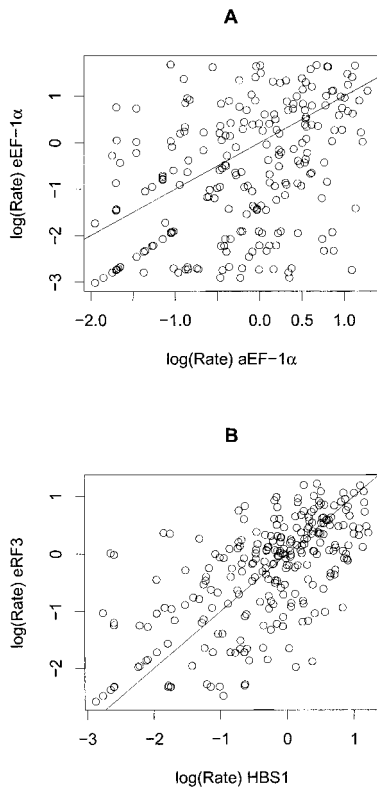 A
log(Rate) eEF−1α
1
0
−1
−2
−3
−2.0 −1.0 0.0 0.5 1.0
log(Rate) aEF−1α
B
log(Rate) eRF3
1
0
−1
−2
−3 −2 −1 0 1
log(Rate) HBS1